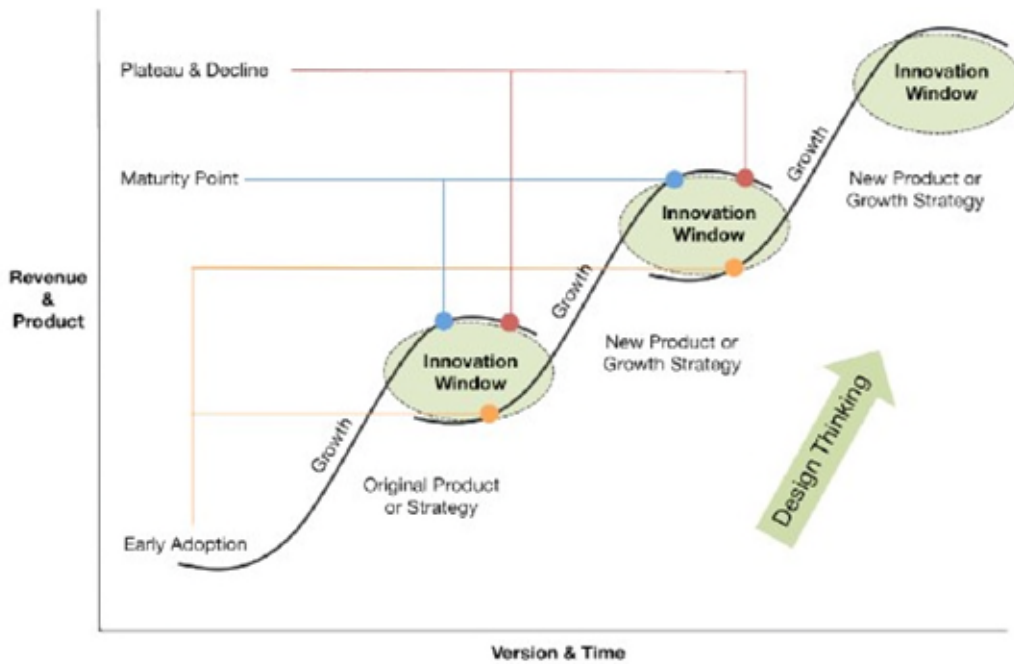 Plateau & Decline
Innovation
Window
Growth
Maturity Point
New Product or
Growth Strategy
Innovation
Window
Revenue
&
Product
Growth
New Product or
Growth Strategy
Innovation
Window
Design Thinking
Growth
Original Product
or Strategy
Early Adoption
Version & Time